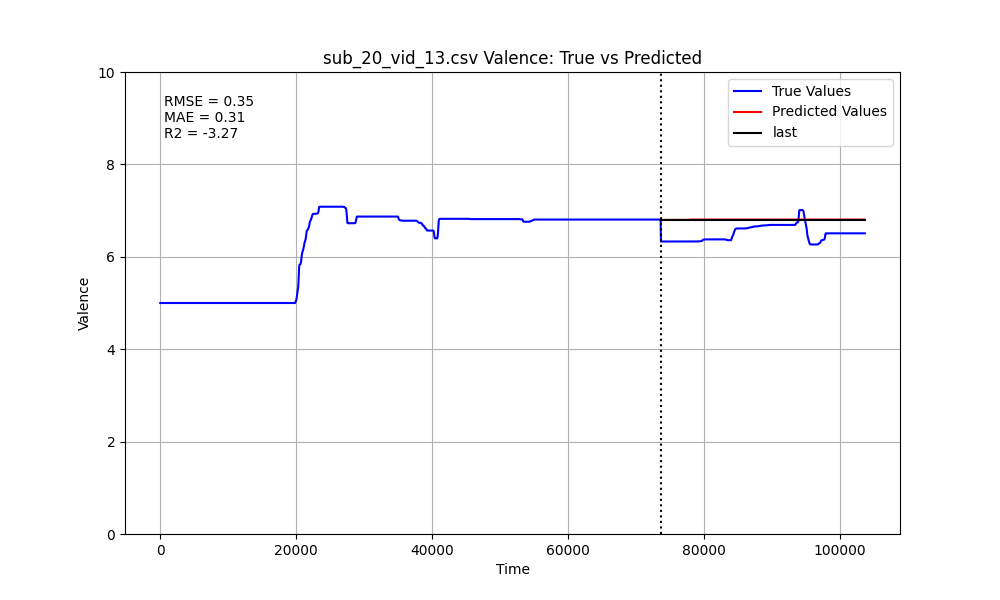 sub_20_vid_13.csv Valence: True vs Predicted
RMSE = 0.35
MAE = 0.31
R2 = -3.27
True Values
Predicted Values
last
10
8
6
4
2
0
Valence
0
20000
40000
60000
80000
100000
Time